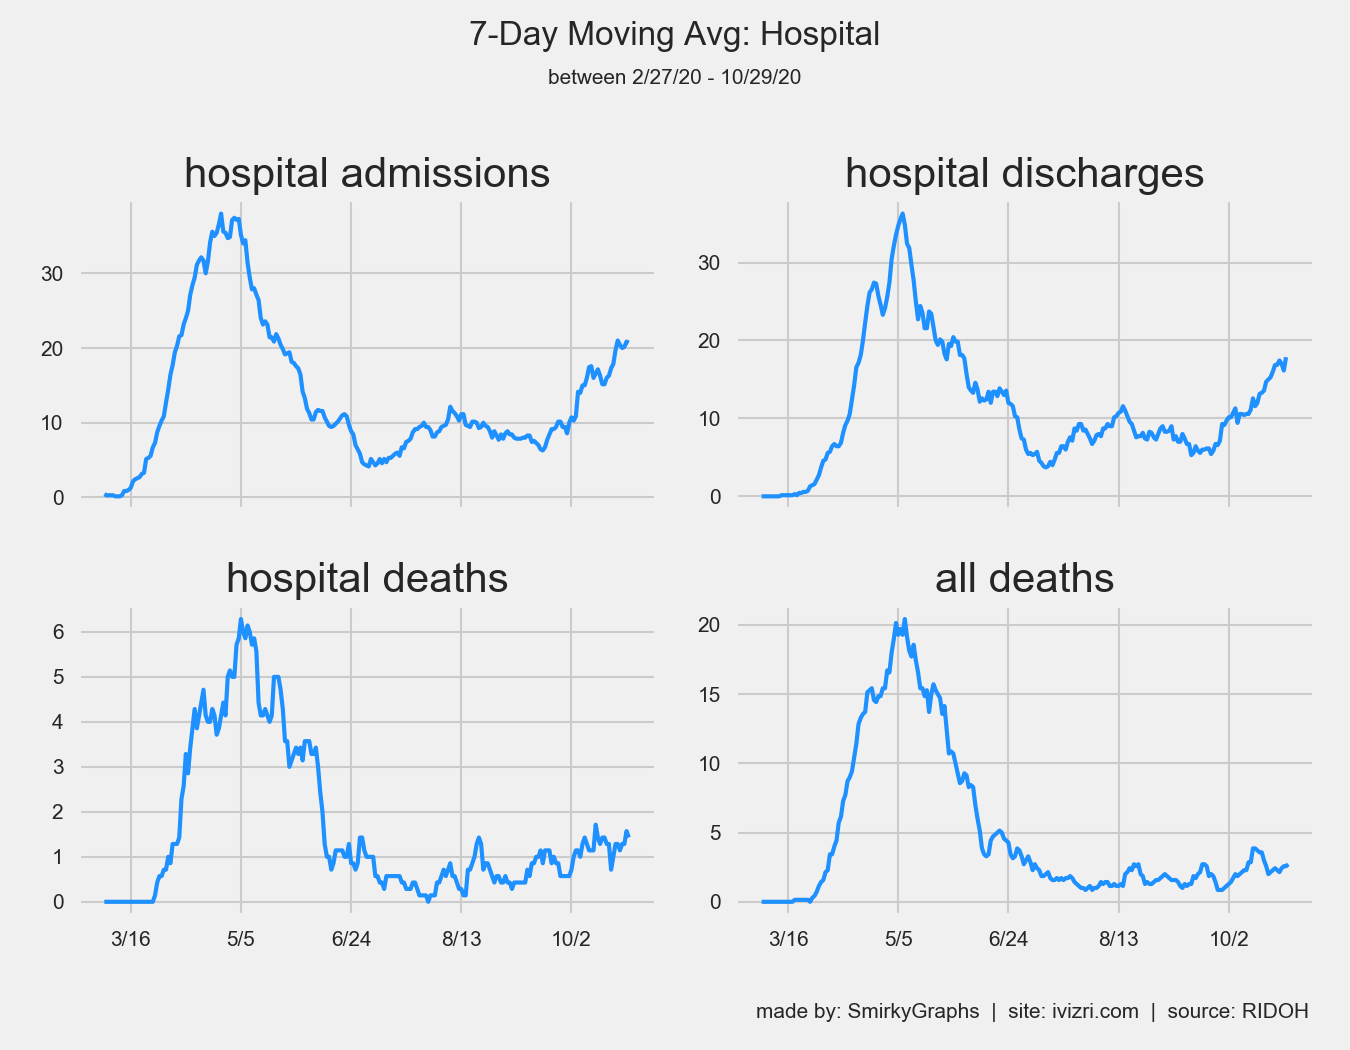 7-Day Moving Avg: Hospital
between 2/27/20 - 10/29/20
hospital admissions
30
20
10
0
hospital discharges
30
20
10
0
hospital deaths
6
5
4
3
2
1
0
3/16 5/5 6/24 8/13 10/2
all deaths
20
15
10
5
0
3/16 5/5 6/24 8/13 10/2
made by: SmirkyGraphs | site: ivizri.com | source: RIDOH